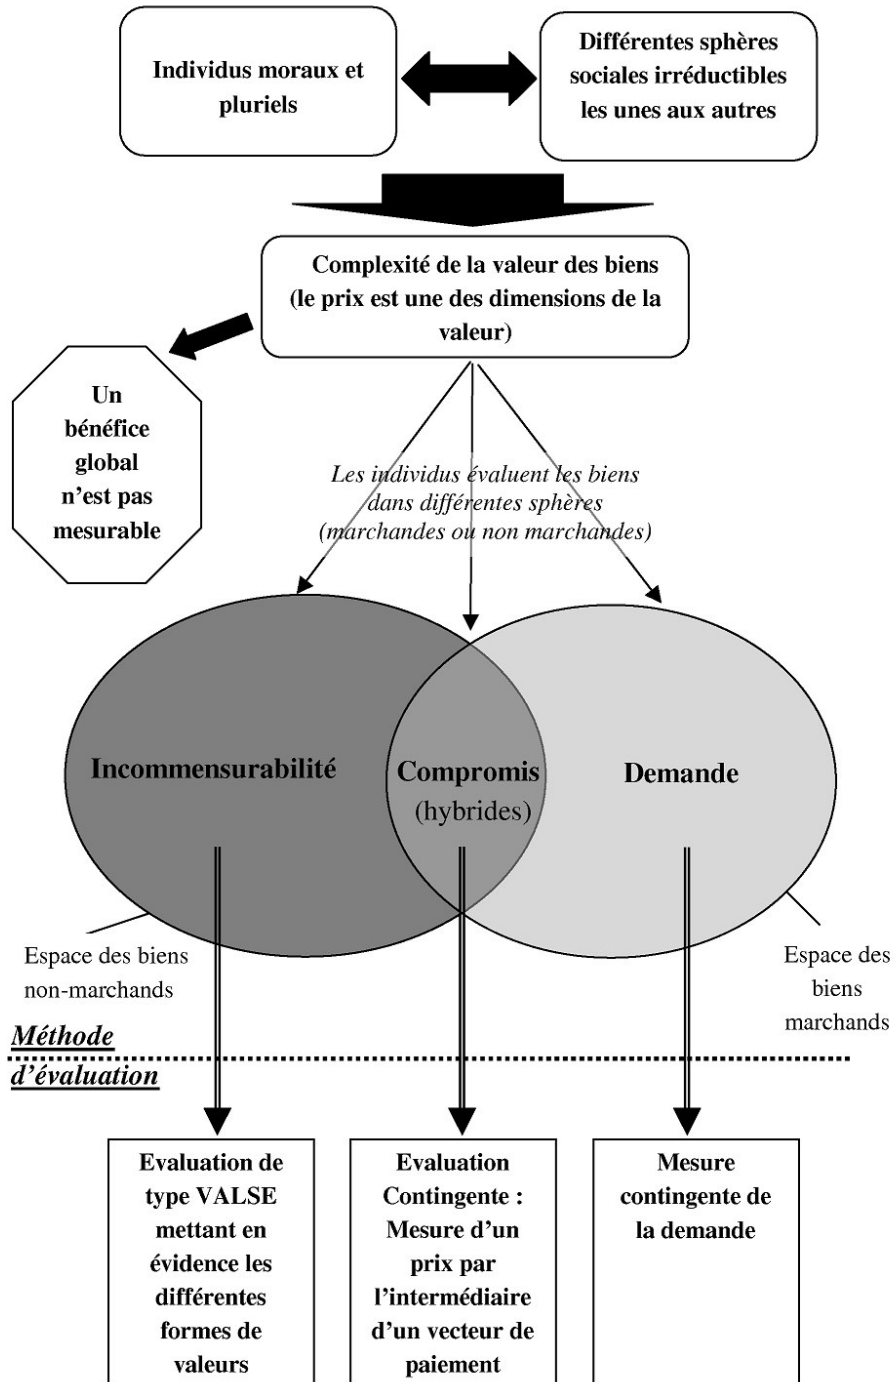 Individus moraux et
pluriels
Différentes sphères
sociales irréductibles
les unes aux autres
Complexité de la valeur des biens
(le prix est une des dimensions de la
valeur)
Un
bénéfice
global
n'est pas
mesurable
Les individus évaluent les biens
dans différentes sphères
(marchandes ou non marchandes)
Incommensurabilité
Compromis
(hybrides)
Demande
Espace des biens
non-marchands
Espace des
biens
marchands
Méthode
d'évaluation
Evaluation de
type VALSE
mettant en
évidence les
différentes
formes de
valeurs
Evaluation
Contingente :
Mesure d'un
prix par
l'intermédiaire
d'un vecteur de
paiement
Mesure
contingente de
la demande